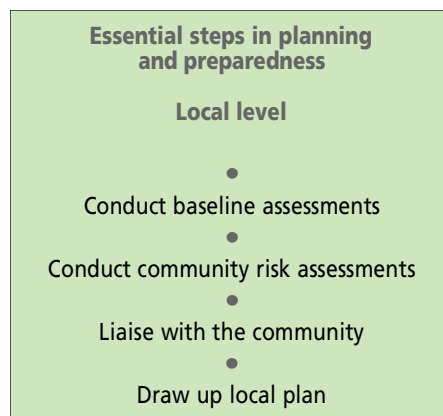 Essential steps in planning
and preparedness
Local level
•
Conduct baseline assessments
•
Conduct community risk assessments
•
Liaise with the community
•
Draw up local plan